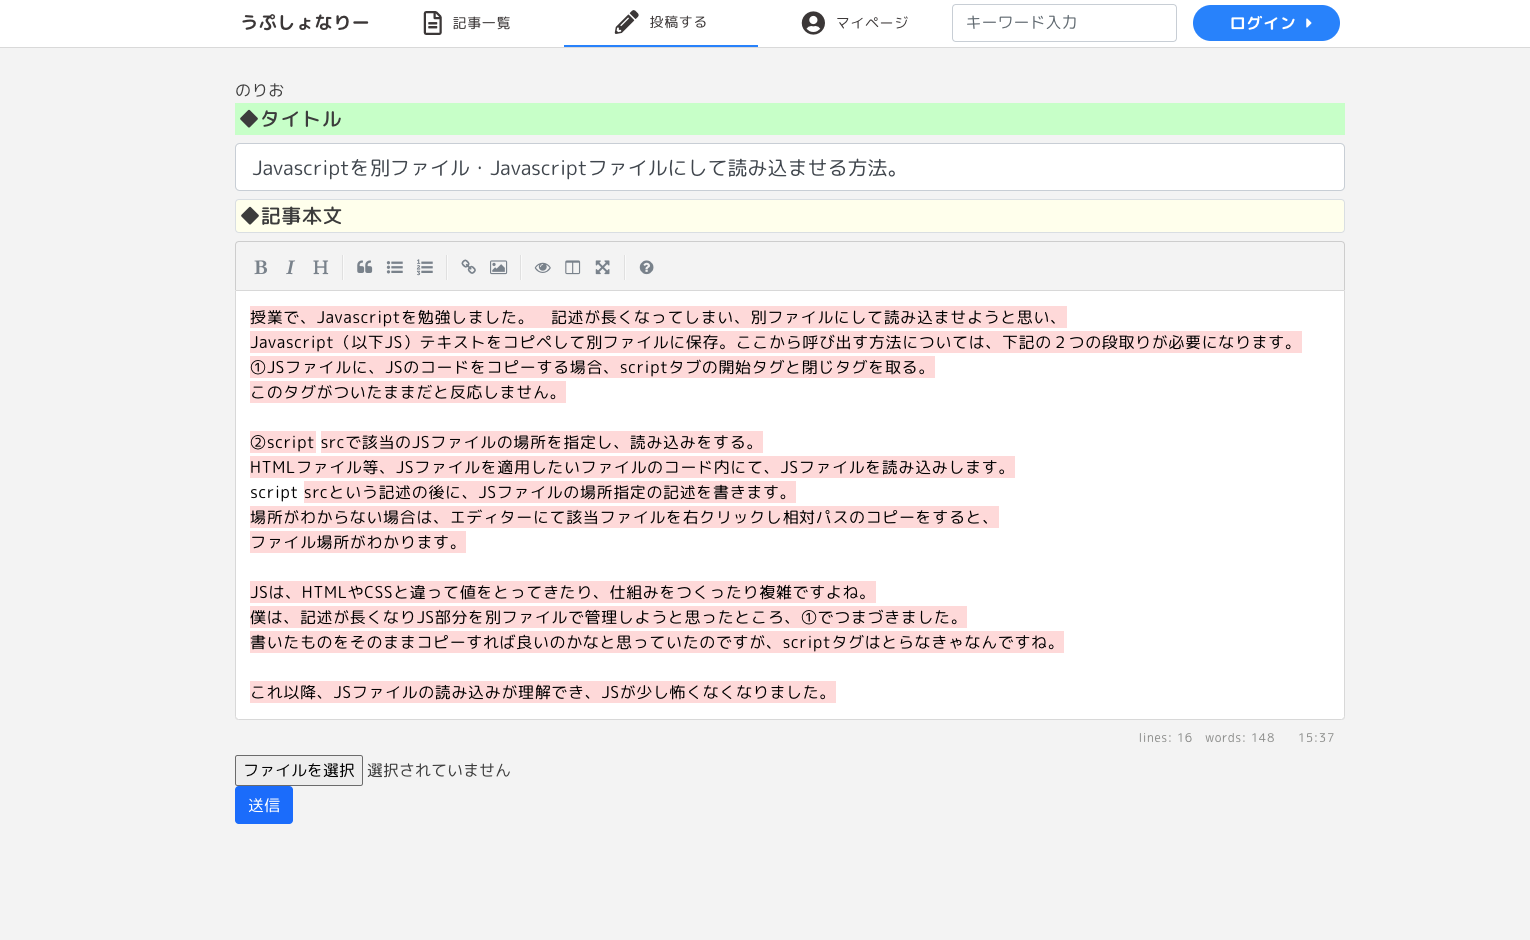 うぷしょなりー
記事一覧
投稿する
マイページ
キーワード入力
ログイン
のりお
◆タイトル
Javascriptを別ファイル・Javascriptファイルにして読み込ませる方法。
◆記事本文
授業で、Javascriptを勉強しました。　記述が長くなってしまい、別ファイルにして読み込ませようと思い、
Javascript（以下JS）テキストをコピペして別ファイルに保存。ここから呼び出す方法については、下記の２つの段取りが必要になります。
①JSファイルに、JSのコードをコピーする場合、scriptタブの開始タグと閉じタグを取る。
このタグがついたままだと反応しません。
②script srcで該当のJSファイルの場所を指定し、読み込みをする。
HTMLファイル等、JSファイルを適用したいファイルのコード内にて、JSファイルを読み込みします。
script srcという記述の後に、JSファイルの場所指定の記述を書きます。
場所がわからない場合は、エディターにて該当ファイルを右クリックし相対パスのコピーをすると、
ファイル場所がわかります。
JSは、HTMLやCSSと違って値をとってきたり、仕組みをつくったり複雑ですよね。
僕は、記述が長くなりJS部分を別ファイルで管理しようと思ったところ、①でつまづきました。
書いたものをそのままコピーすれば良いのかなと思っていたのですが、scriptタグはとらなきゃなんですね。
これ以降、JSファイルの読み込みが理解でき、JSが少し怖くなくなりました。
lines: 16 words: 148 15:37
ファイルを選択 選択されていません
送信